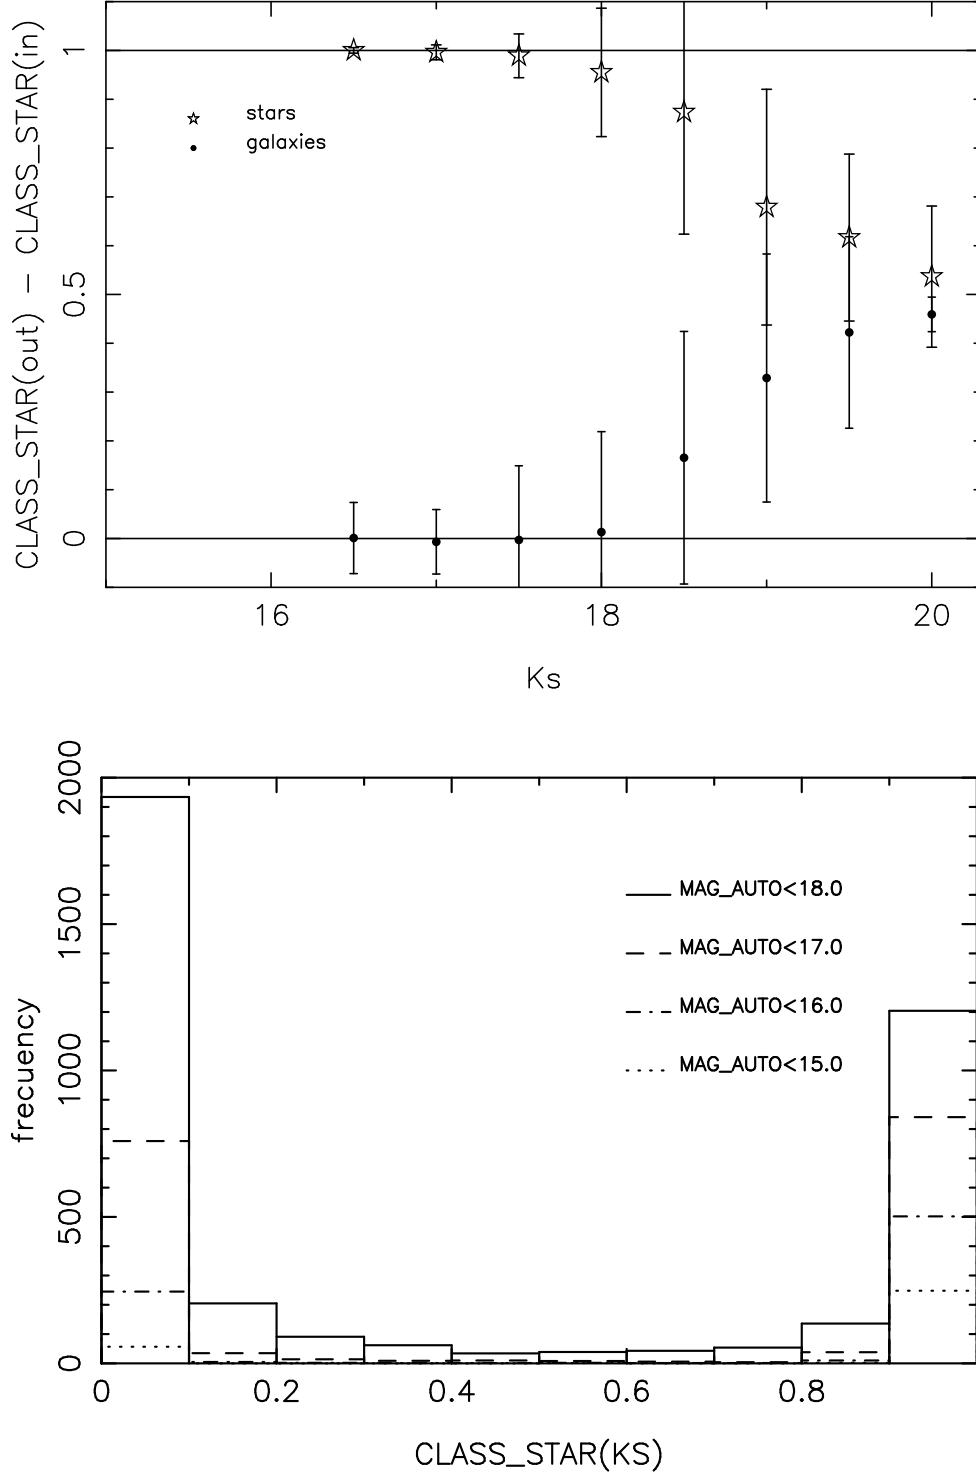 CLASS_STAR(out) − CLASS_STAR(in)
1
0.5
0
stars
galaxies
16
18
20
Ks
frecuency
2000
1500
1000
500
0
MAG_AUTO<18.0
MAG_AUTO<17.0
MAG_AUTO<16.0
MAG_AUTO<15.0
0
0.2
0.4
0.6
0.8
CLASS_STAR(KS)